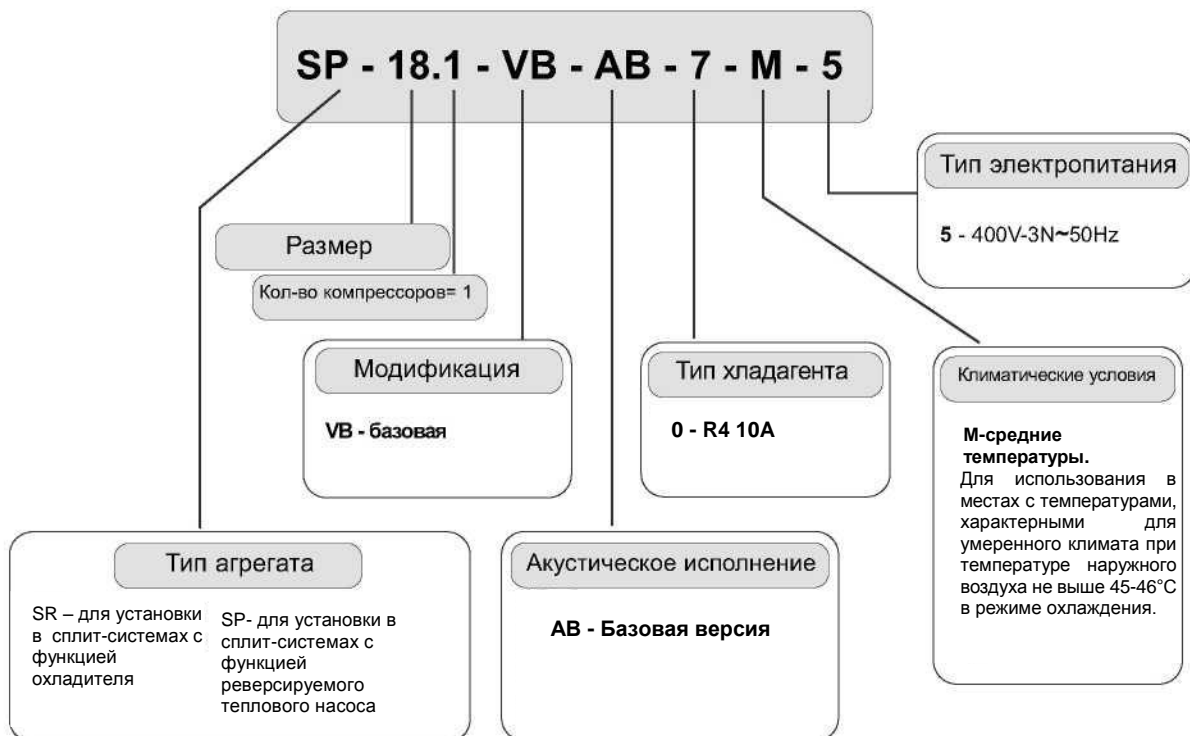 SP - 18.1 - VB - AB - 7 - M - 5
Тип электропитания
5 - 400V-3N~50Hz
Размер
Кол-во компрессоров= 1
Модификация
VB - базовая
Тип хладагента
0 - R4 10A
Климатические условия
М-средние
температуры.
Для использования в
местах с температурами,
характерными для
умеренного климата при
температуре наружного
воздуха не выше 45-46°С
в режиме охлаждения.
Тип агрегата
SR – для установки
в сплит-системах с
функцией
охладителя
SP- для установки в
сплит-системах с
функцией
реверсируемого
теплового насоса
Акустическое исполнение
АВ - Базовая версия